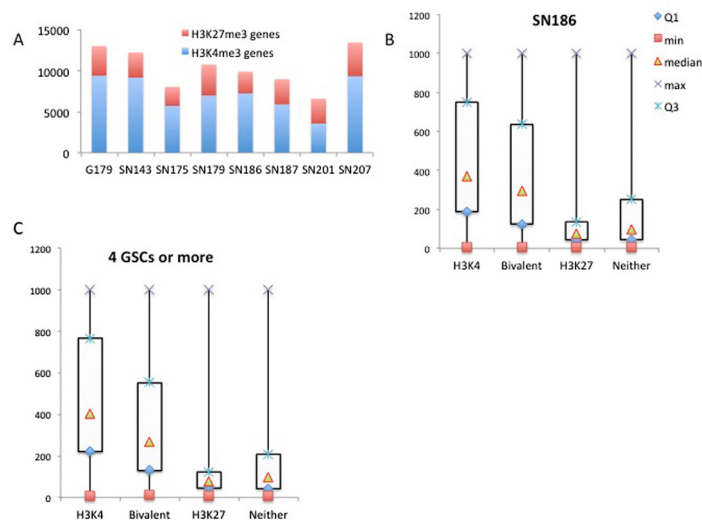 A
H3K27me3 genes
H3K4me3 genes
15000
10000
5000
0
G179 SN143 SN175 SN179 SN186 SN187 SN201 SN207
B
SN186
1200
1000
800
600
400
200
0
H3K4 Bivalent H3K27 Neither
Q1
min
median
max
Q3
C
4 GSCs or more
1200
1000
800
600
400
200
0
H3K4 Bivalent H3K27 Neither